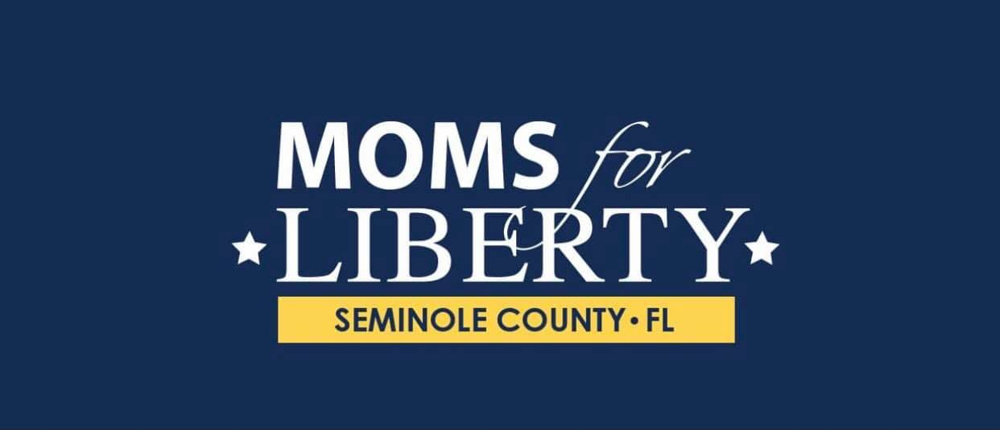 MOMS for
LIBERTY
SEMINOLE COUNTY • FL